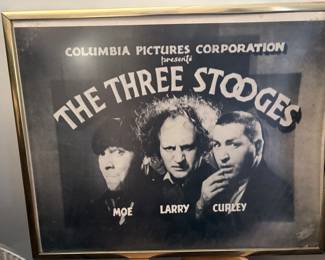 COLUMBIA PICTURES CORPORATION
presents
THE THREE STOOGES
MOE LARRY CURLEY